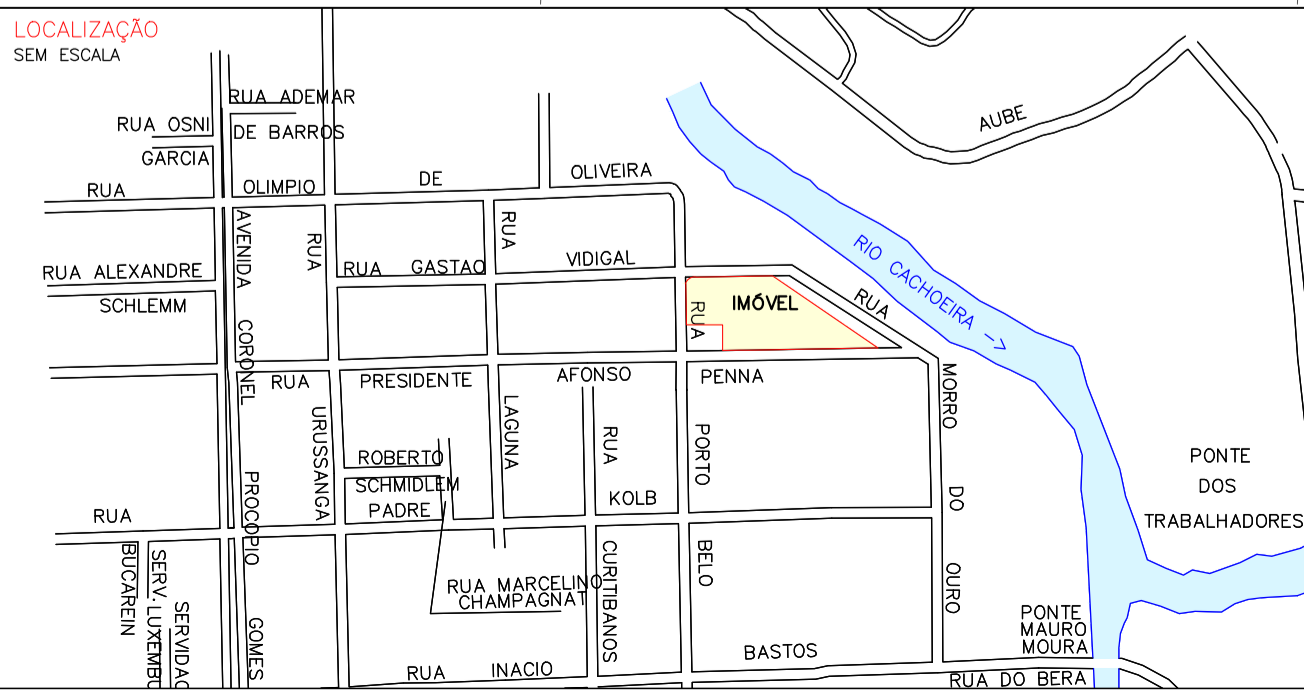 LOCALIZAÇÃO
SEM ESCALA
RUA ADEMAR
DE BARROS
RUA OSNI
GARCIA
RUA OLIMPIO DE OLIVEIRA
AUBE
AVENIDA CORONEL PROCOPIO GOMES
RUA URUSSANGA
RUA LAGUNA
RUA ALEXANDRE
SCHLEMM
RUA GASTAO VIDIGAL
IMÓVEL
RIO CACHOEIRA ->
RUA MORRO DO OURO
RUA PORTO BELO
RUA PRESIDENTE AFONSO PENNA
ROBERTO
SCHMIDLEM
RUA PADRE KOLB
RUA CURITIBANOS
PONTE
DOS
TRABALHADORES
BUCAREIN
SERV. LUXEMBU
SERVIDAO
RUA MARCELINO
CHAMPAGNAT
PONTE
MAURO
MOURA
RUA INACIO BASTOS
RUA DO BERA